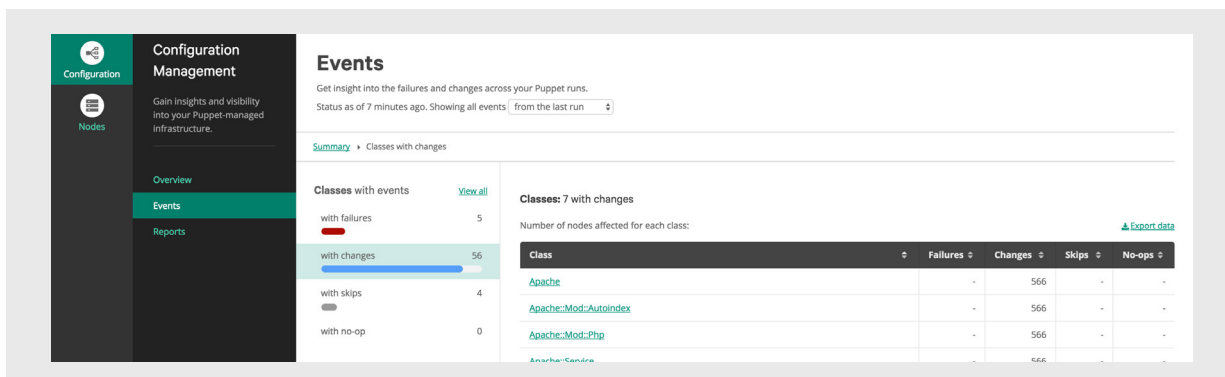 Configuration
Nodes
Configuration
Management
Gain insights and visibility
into your Puppet-managed
infrastructure.
Overview
Events
Reports
Events
Get insight into the failures and changes across your Puppet runs.
Status as of 7 minutes ago. Showing all events from the last run
Summary Classes with changes
Classes with events View all
with failures 5
with changes 56
with skips 4
with no-op 0
Classes: 7 with changes
Number of nodes affected for each class: Export data
Class Failures Changes Skips No-ops
Apache - 566 - -
Apache::Mod::Autoindex - 566 - -
Apache::Mod::Php - 566 - -
Apache::Service - 566 - -